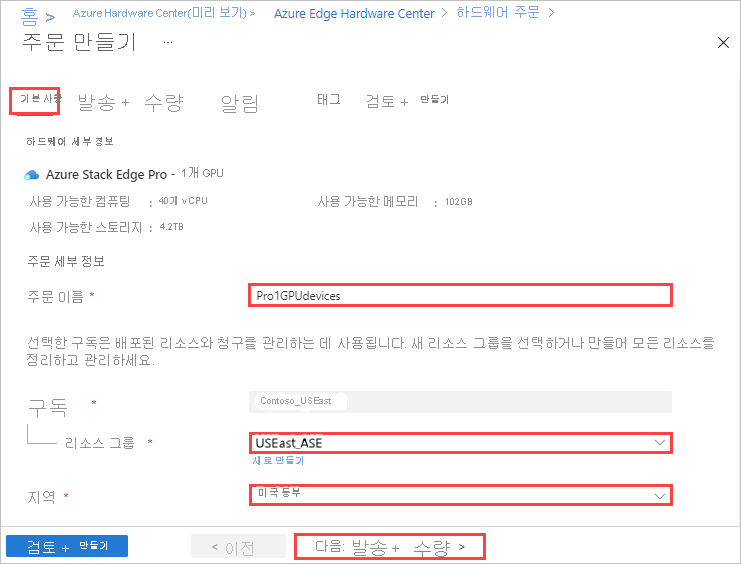 홈 > Azure Hardware Center(미리 보기) > Azure Edge Hardware Center > 하드웨어 주문 >
주문 만들기 ...
기본 사항 발송 + 수량 알림 태그 검토 + 만들기
하드웨어 세부 정보
Azure Stack Edge Pro - 1개 GPU
사용 가능한 컴퓨팅 : 40개 vCPU 사용 가능한 메모리 : 102GB
사용 가능한 스토리지 : 4.2TB
주문 세부 정보
주문 이름 * Pro1GPUdevices
선택한 구독은 배포된 리소스와 청구를 관리하는 데 사용됩니다. 새 리소스 그룹을 선택하거나 만들어 모든 리소스를
정리하고 관리하세요.
구독 * Contoso_USEast
리소스 그룹 * USEast_ASE
새로 만들기
지역 * 미국 동부
검토 + 만들기 < 이전 다음: 발송 + 수량 >